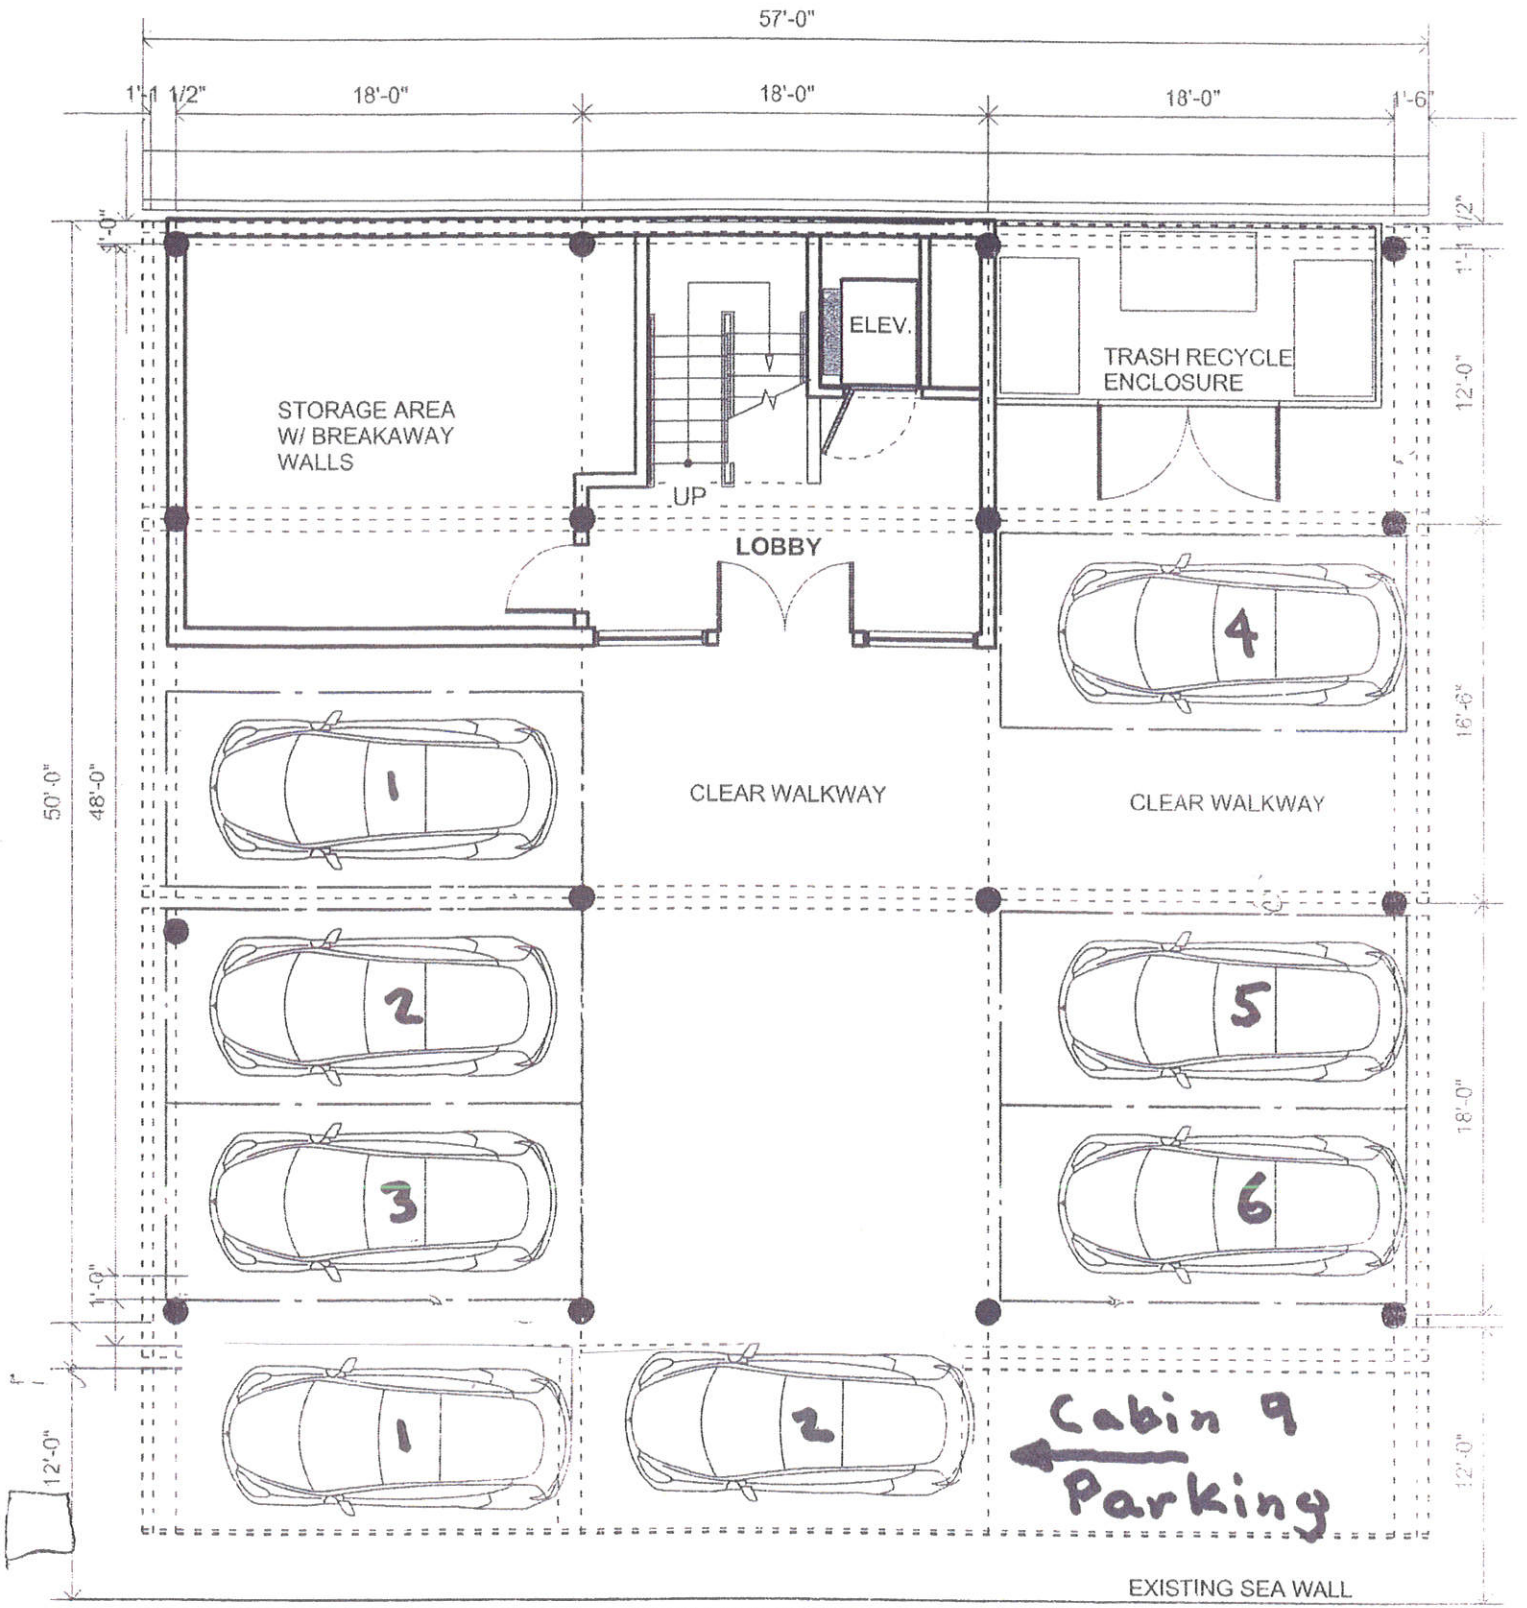 57'-0"
1'-1 1/2"
18'-0"
18'-0"
18'-0"
1'-6"
1'-0"
1'-1 1/2"
ELEV.
TRASH RECYCLE
ENCLOSURE
12'-0"
STORAGE AREA
W/ BREAKAWAY
WALLS
UP
LOBBY
4
16'-6"
50'-0"
48'-0"
1
CLEAR WALKWAY
CLEAR WALKWAY
2
5
18'-0"
3
6
1'-0"
12'-0"
1
2
Cabin 9
Parking
12'-0"
EXISTING SEA WALL